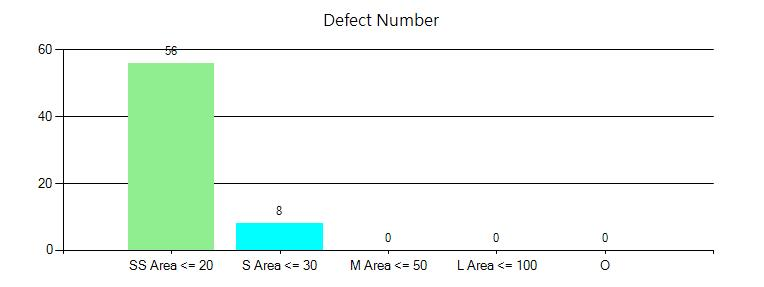 Defect Number
60
56
40
20
8
0
0
0
0
SS Area <= 20
S Area <= 30
M Area <= 50
L Area <= 100
O